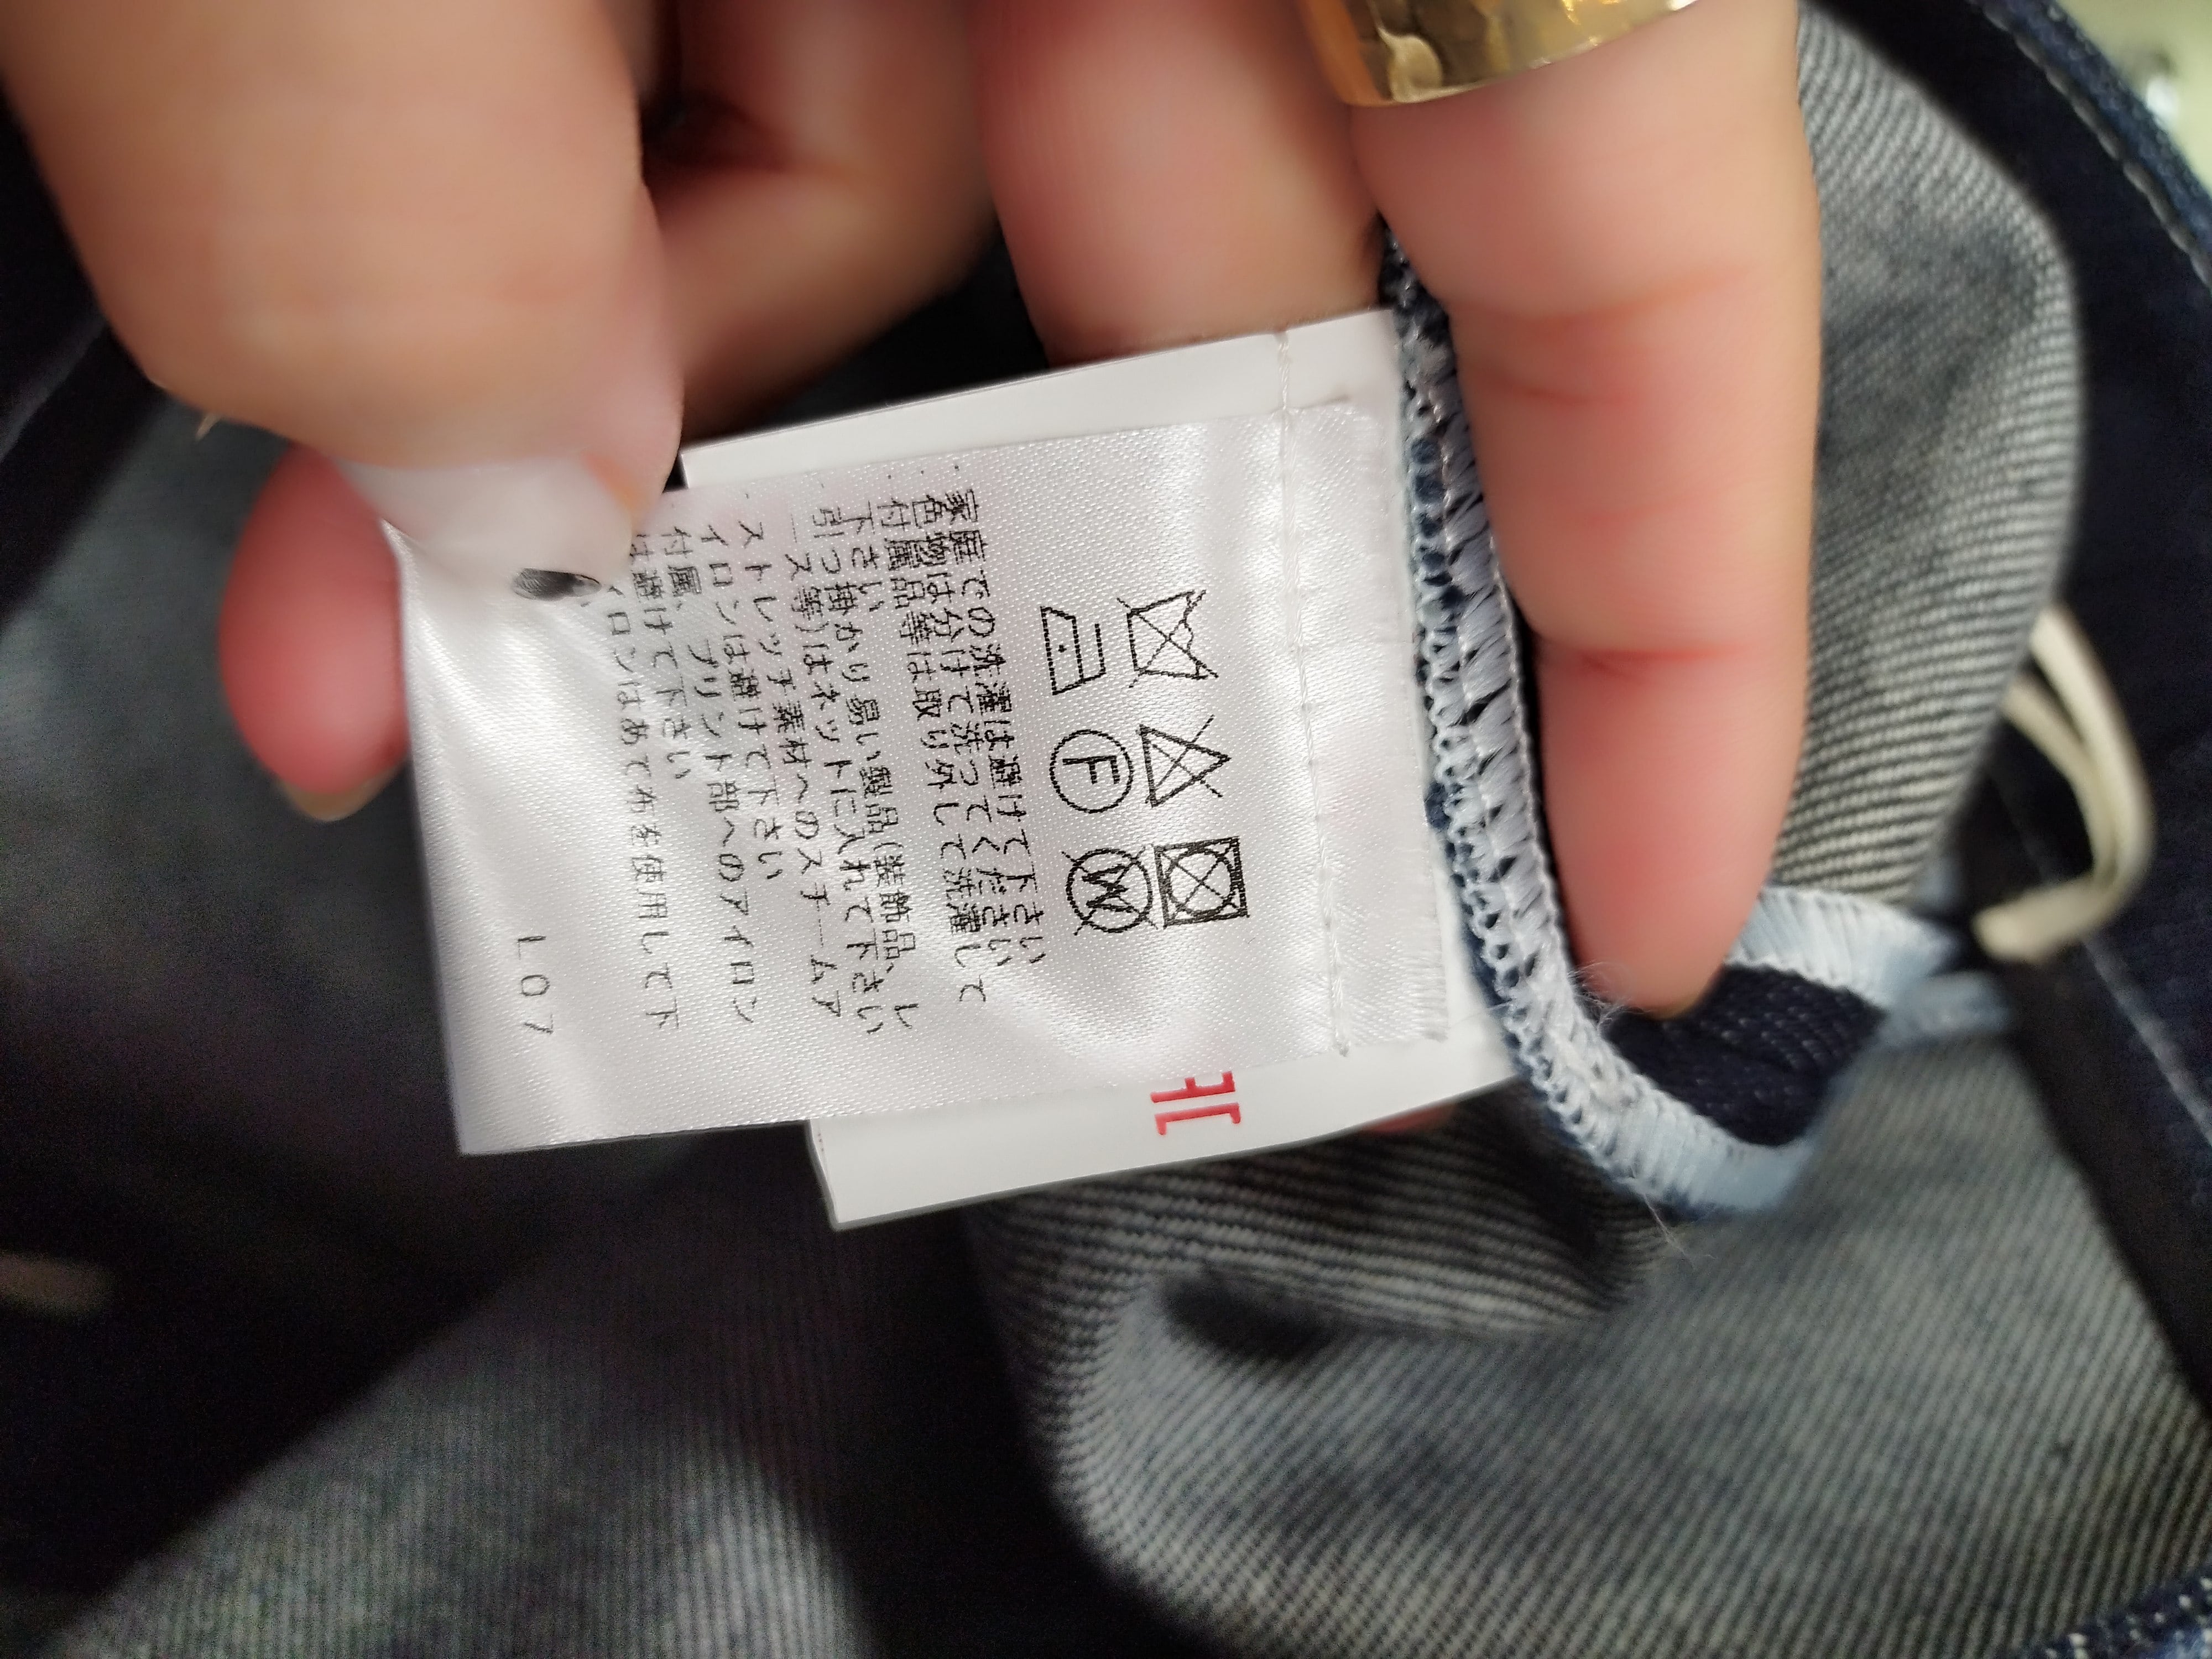 F
W
家庭での洗濯は避けて下さい
色物は分けて洗ってください
付属品等は取り外して洗濯して
下さい
引っ掛かり易い製品(装飾品、レ
ース等)はネットに入れて下さい
ストレッチ素材へのスチームア
イロンは避けて下さい
付属、プリント部へのアイロン
は避けて下さい
イロンはあて布を使用して下
L07